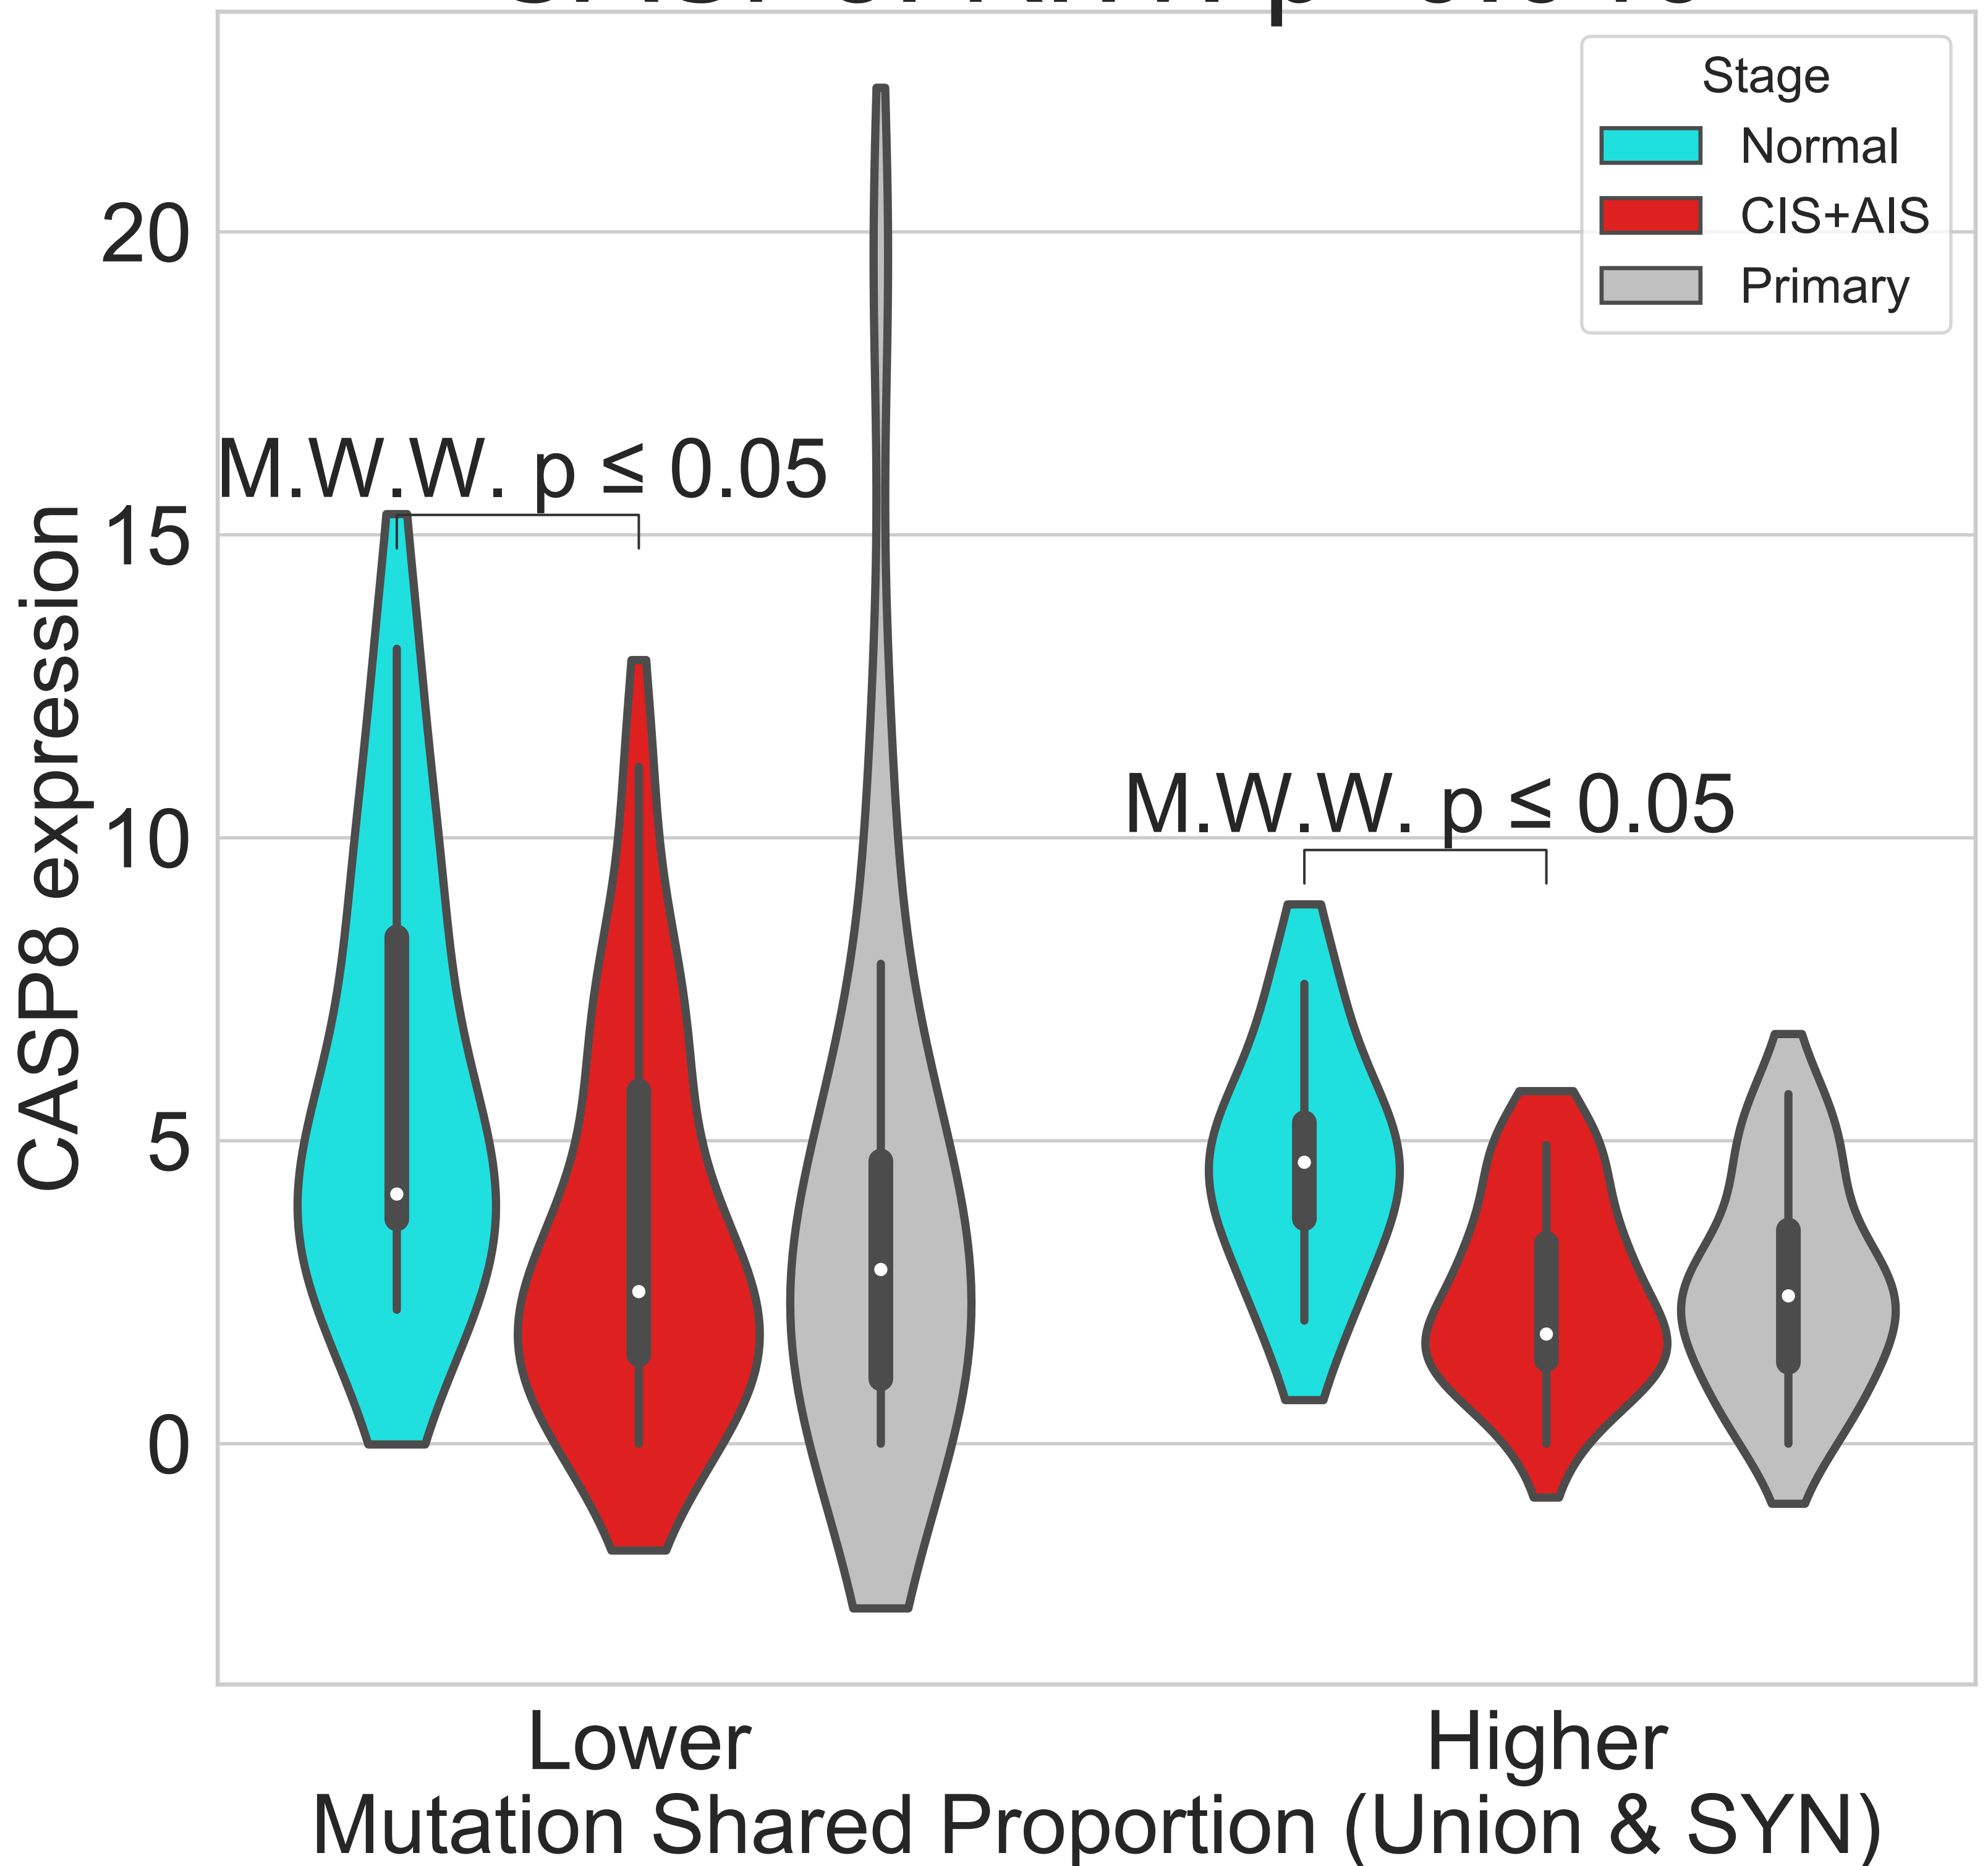 Stage
Normal
CIS+AIS
Primary
20
15
10
5
0
CASP8 expression
M.W.W. p ≤ 0.05
M.W.W. p ≤ 0.05
Lower
Higher
Mutation Shared Proportion (Union & SYN)